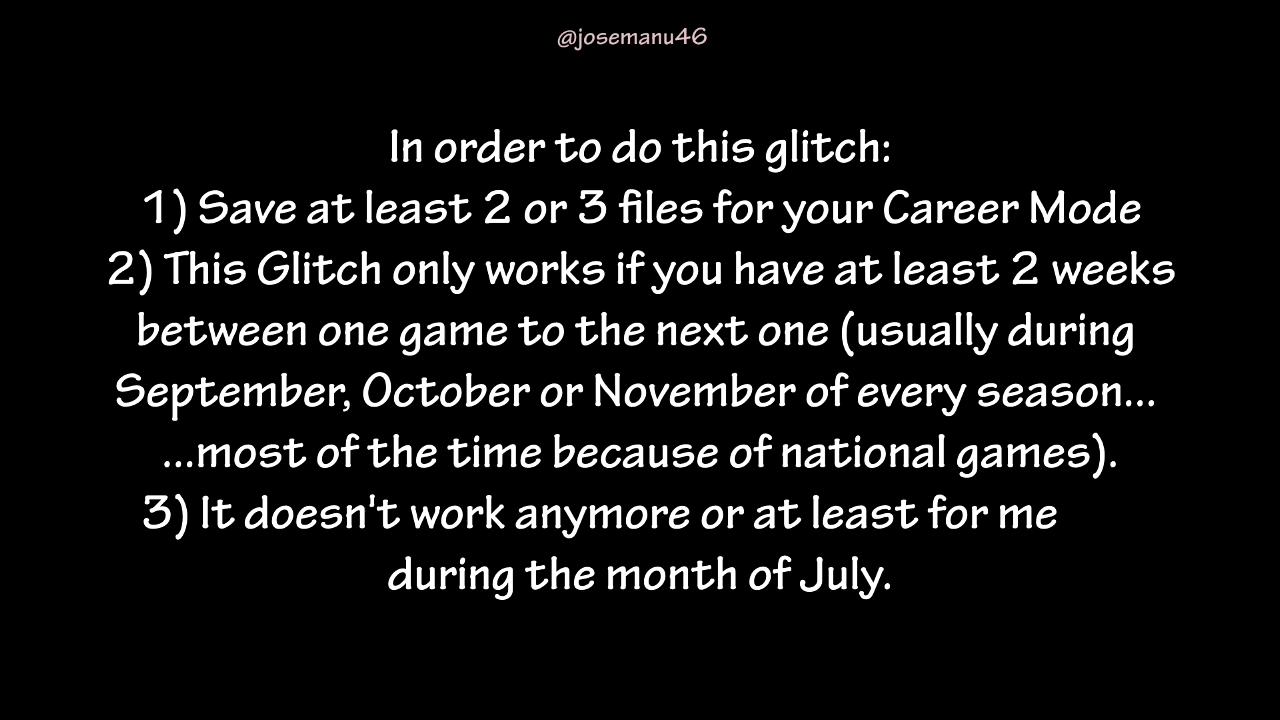 @josemanu46
In order to do this glitch:
1) Save at least 2 or 3 files for your Career Mode
2) This Glitch only works if you have at least 2 weeks
between one game to the next one (usually during
September, October or November of every season...
...most of the time because of national games).
3) It doesn't work anymore or at least for me
during the month of July.